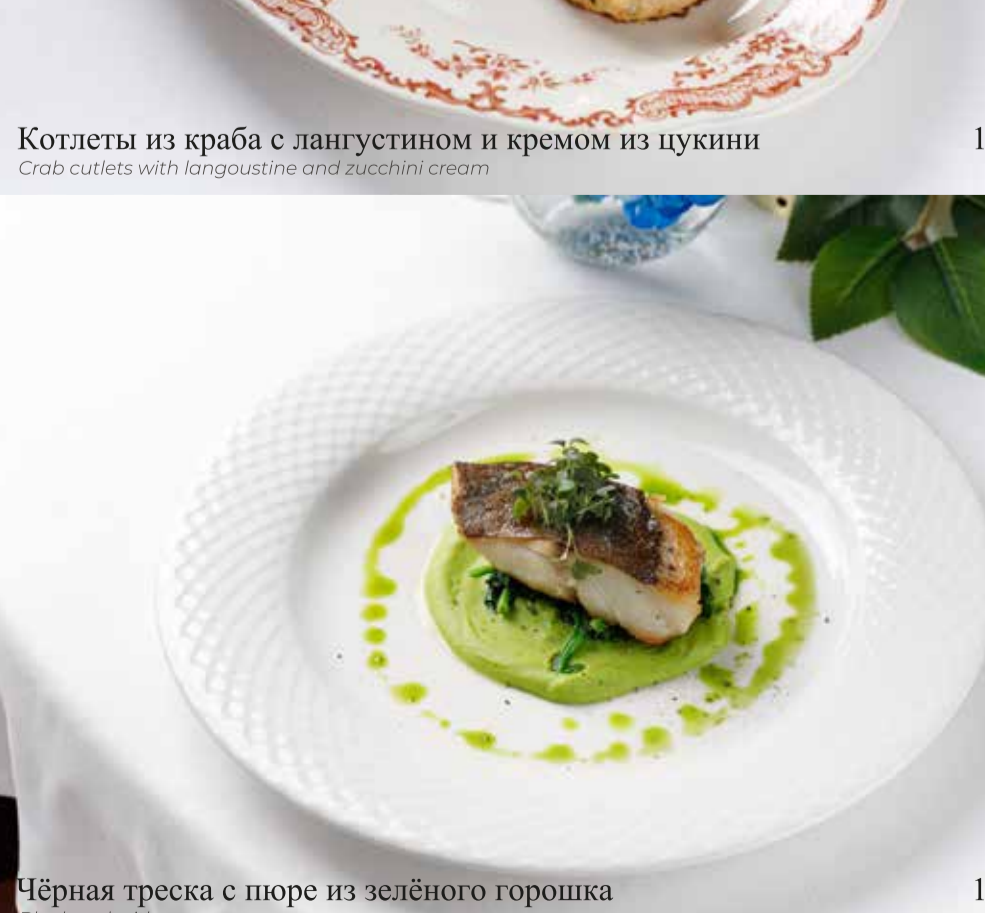 Котлеты из краба с лангустином и кремом из цукини
Crab cutlets with langoustine and zucchini cream
Чёрная треска с пюре из зелёного горошка